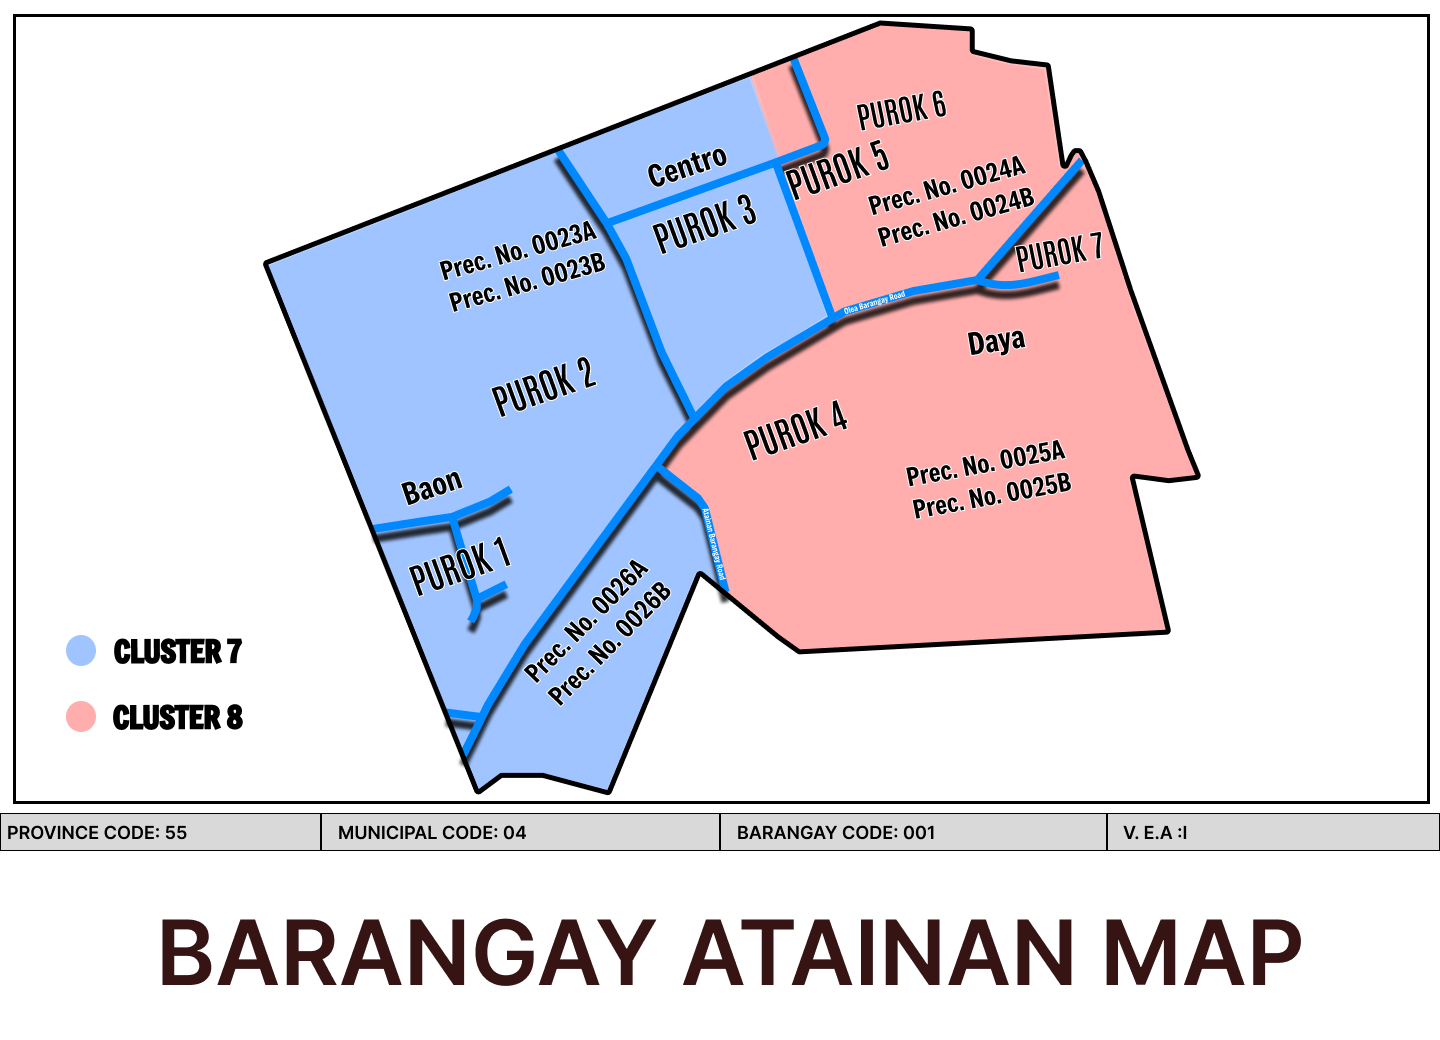 PUROK 6
Centro
PUROK 5
Prec. No. 0024A
Prec. No. 0024B
PUROK 3
Prec. No. 0023A
Prec. No. 0023B
PUROK 7
Olea Barangay Road
Daya
PUROK 2
PUROK 4
Prec. No. 0025A
Prec. No. 0025B
Baon
PUROK 1
Atainan Barangay Road
Prec. No. 0026A
Prec. No. 0026B
CLUSTER 7
CLUSTER 8
PROVINCE CODE: 55
MUNICIPAL CODE: 04
BARANGAY CODE: 001
V. E.A :I
BARANGAY ATAINAN MAP